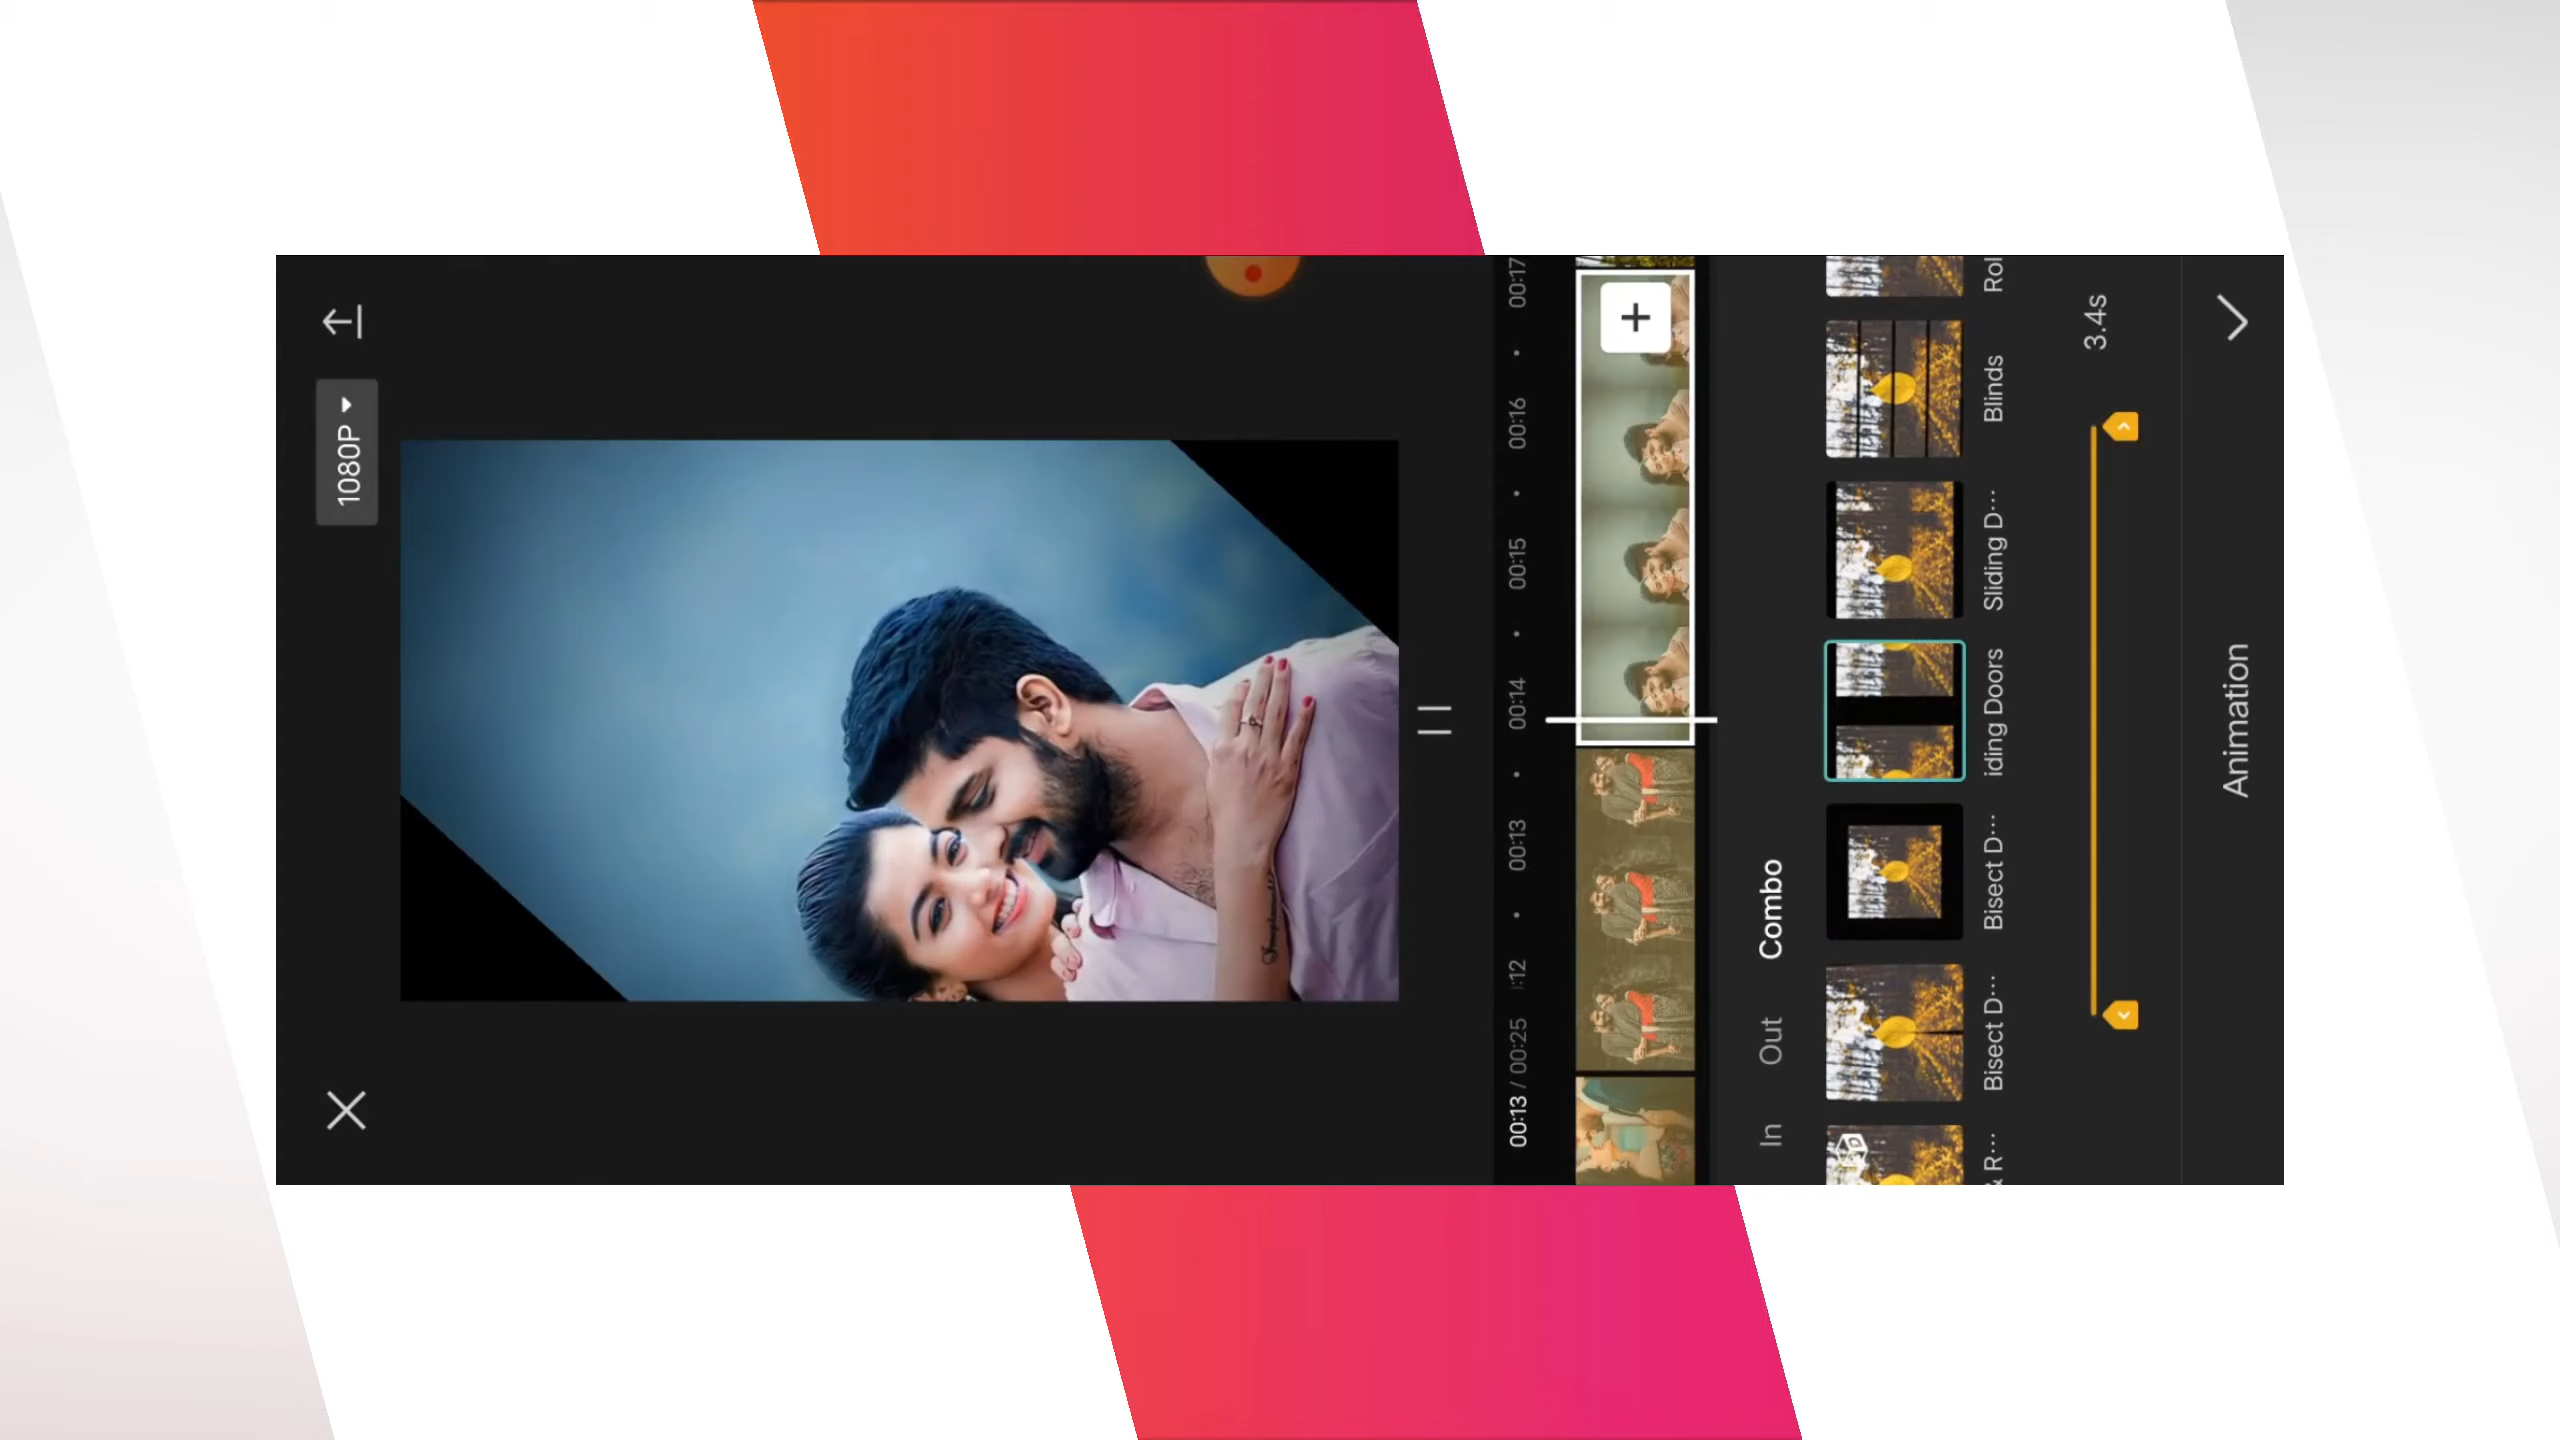 1080P
00:13 / 00:25
:12
00:13
00:14
00:15
00:16
00:17
In
Out
Combo
& R···
Bisect D···
Bisect D···
iding Doors
Sliding D···
Blinds
Rol
3.4s
Animation